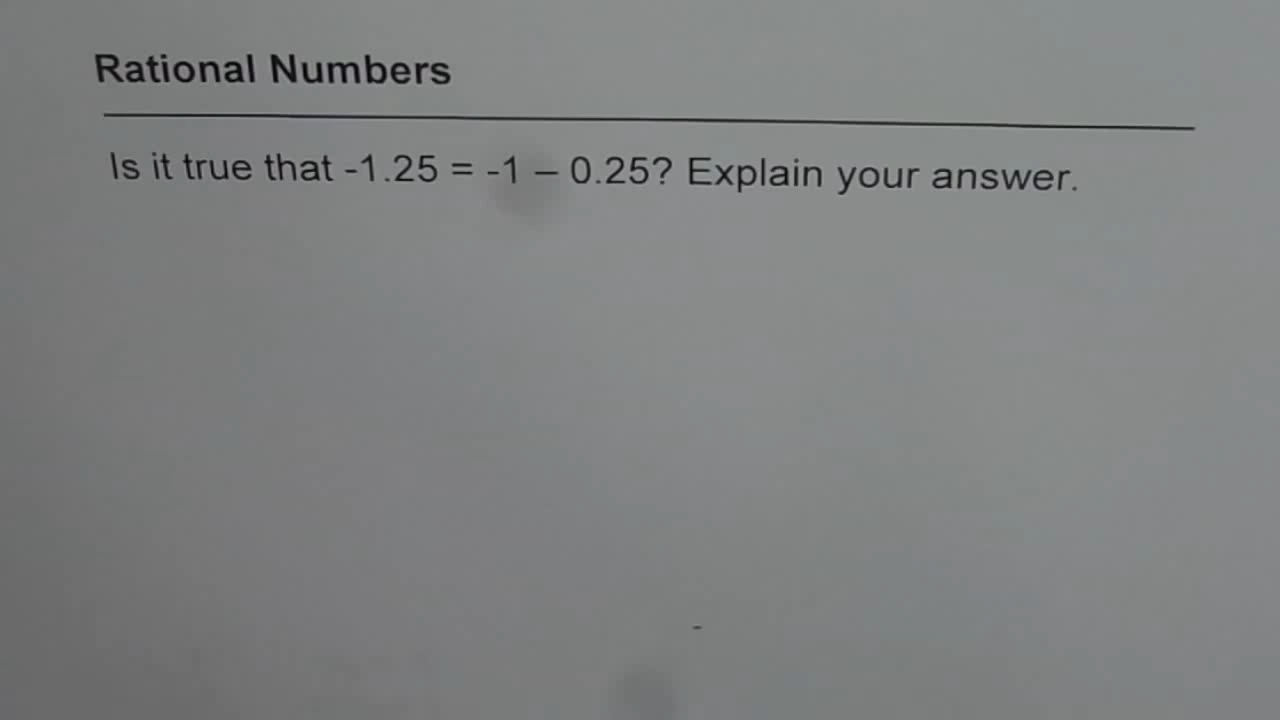 Rational Numbers
Is it true that -1.25 = -1 – 0.25? Explain your answer.